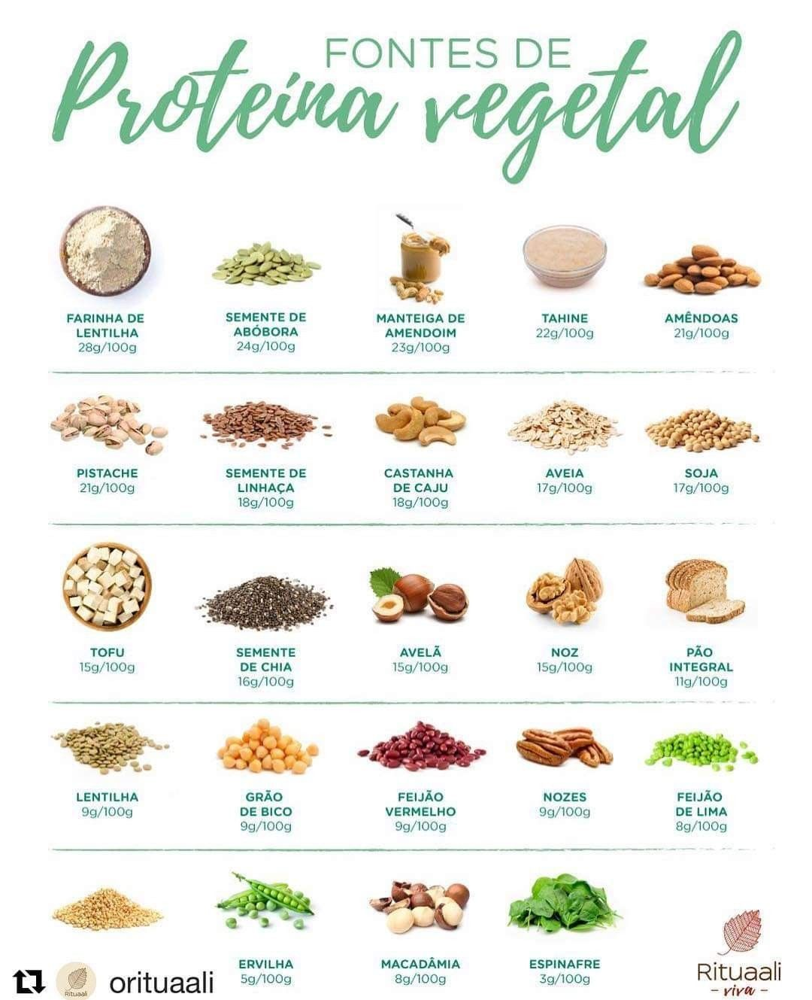 FONTES DE
Proteína vegetal
FARINHA DE
LENTILHA
28g/100g
SEMENTE DE
ABÓBORA
24g/100g
MANTEIGA DE
AMENDOIM
23g/100g
TAHINE
22g/100g
AMÊNDOAS
21g/100g
PISTACHE
21g/100g
SEMENTE DE
LINHAÇA
18g/100g
CASTANHA
DE CAJU
18g/100g
AVEIA
17g/100g
SOJA
17g/100g
TOFU
15g/100g
SEMENTE
DE CHIA
16g/100g
AVELÃ
15g/100g
NOZ
15g/100g
PÃO
INTEGRAL
11g/100g
LENTILHA
9g/100g
GRÃO
DE BICO
9g/100g
FEIJÃO
VERMELHO
9g/100g
NOZES
9g/100g
FEIJÃO
DE LIMA
8g/100g
ERVILHA
5g/100g
MACADÂMIA
8g/100g
ESPINAFRE
3g/100g
Rituaali
- viva -
Rituaali
orituaali